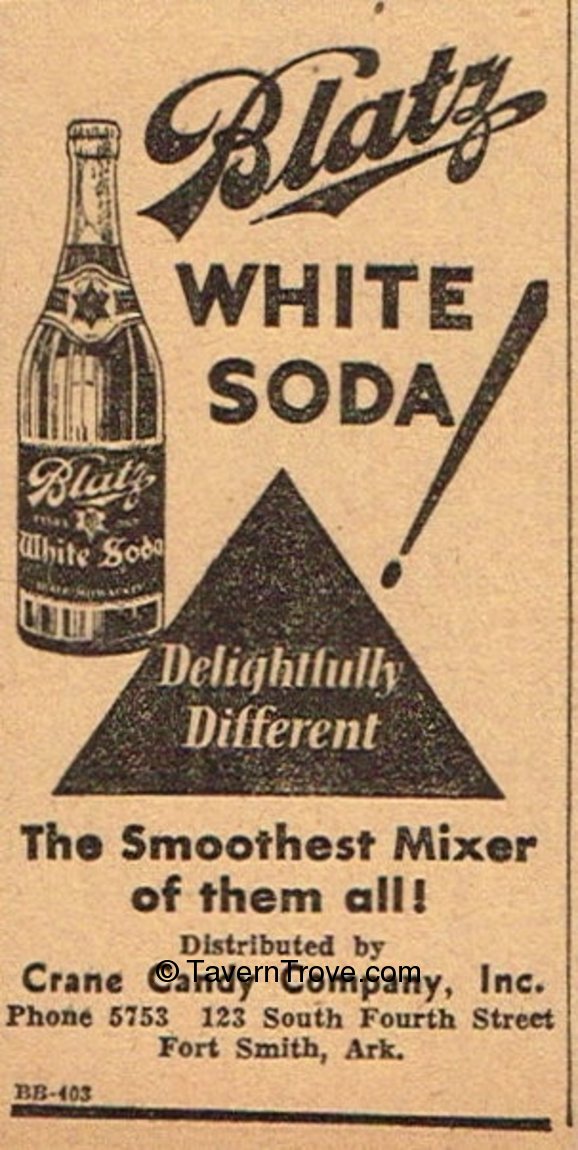 Blatz
WHITE
SODA!
Blatz
White Soda
Delightfully
Different
The Smoothest Mixer
of them all!
Distributed by
Crane Candy Company, Inc.
© TavernTrove.com
Phone 5753 123 South Fourth Street
Fort Smith, Ark.
BB-403